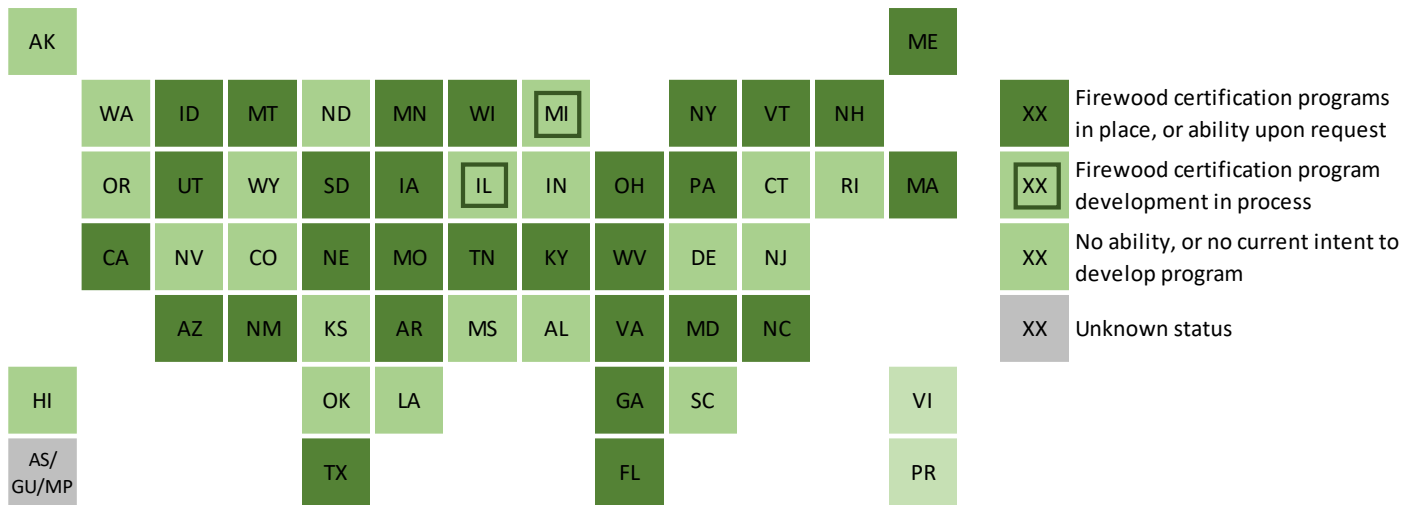 AK ME
WA ID MT ND MN WI MI NY VT NH
OR UT WY SD IA IL IN OH PA CT RI MA
CA NV CO NE MO TN KY WV DE NJ
AZ NM KS AR MS AL VA MD NC
HI OK LA GA SC VI
AS/
GU/MP TX FL PR
XX Firewood certification programs
in place, or ability upon request
XX Firewood certification program
development in process
XX No ability, or no current intent to
develop program
XX Unknown status